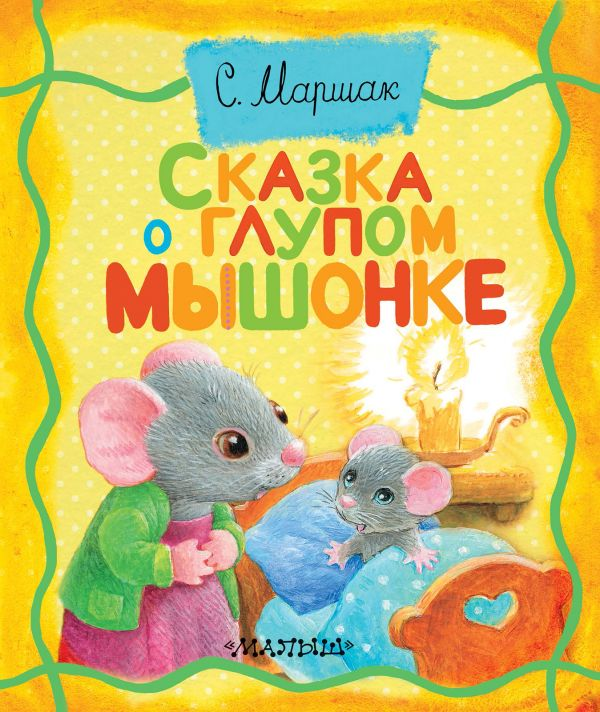 С. Маршак
Сказка
о глупом
мышонке
«МАЛЫШ»